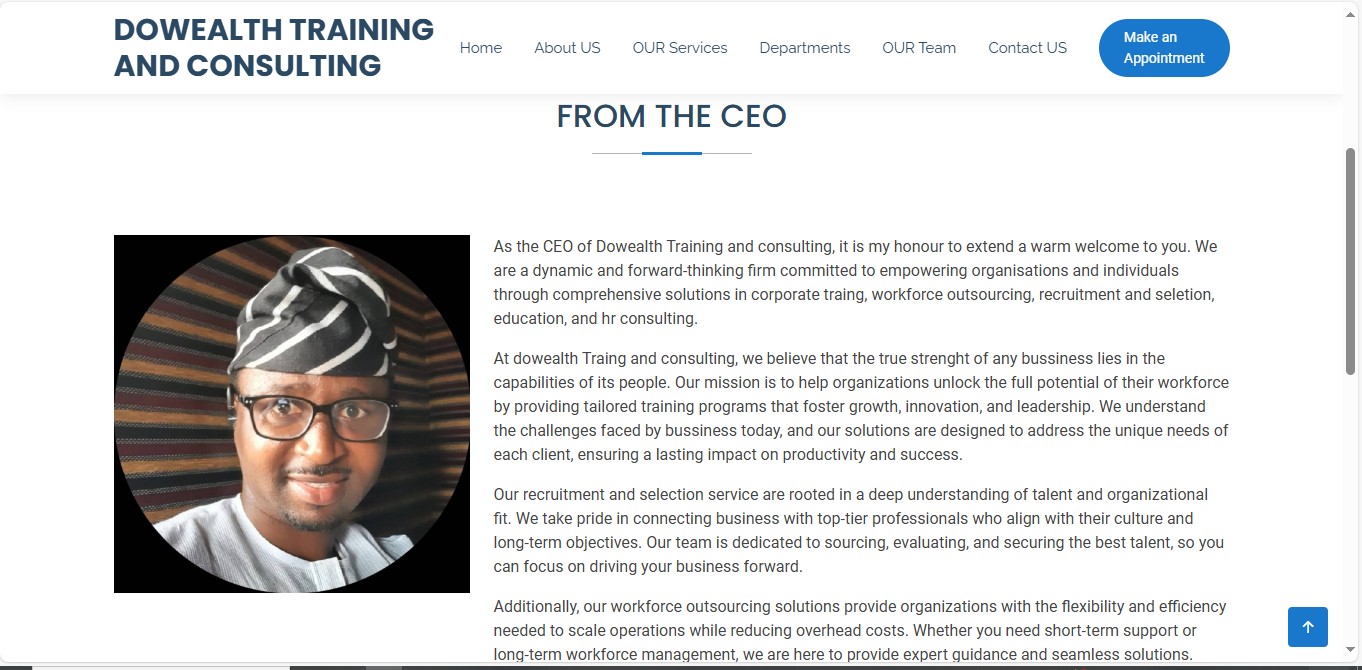 DOWEALTH TRAINING
AND CONSULTING
Home
About US
OUR Services
Departments
OUR Team
Contact US
Make an
Appointment
FROM THE CEO
As the CEO of Dowealth Training and consulting, it is my honour to extend a warm welcome to you. We
are a dynamic and forward-thinking firm committed to empowering organisations and individuals
through comprehensive solutions in corporate traing, workforce outsourcing, recruitment and seletion,
education, and hr consulting.
At dowealth Traing and consulting, we believe that the true strenght of any bussiness lies in the
capabilities of its people. Our mission is to help organizations unlock the full potential of their workforce
by providing tailored training programs that foster growth, innovation, and leadership. We understand
the challenges faced by bussiness today, and our solutions are designed to address the unique needs of
each client, ensuring a lasting impact on productivity and success.
Our recruitment and selection service are rooted in a deep understanding of talent and organizational
fit. We take pride in connecting business with top-tier professionals who align with their culture and
long-term objectives. Our team is dedicated to sourcing, evaluating, and securing the best talent, so you
can focus on driving your business forward.
Additionally, our workforce outsourcing solutions provide organizations with the flexibility and efficiency
needed to scale operations while reducing overhead costs. Whether you need short-term support or
long-term workforce management, we are here to provide expert guidance and seamless solutions.